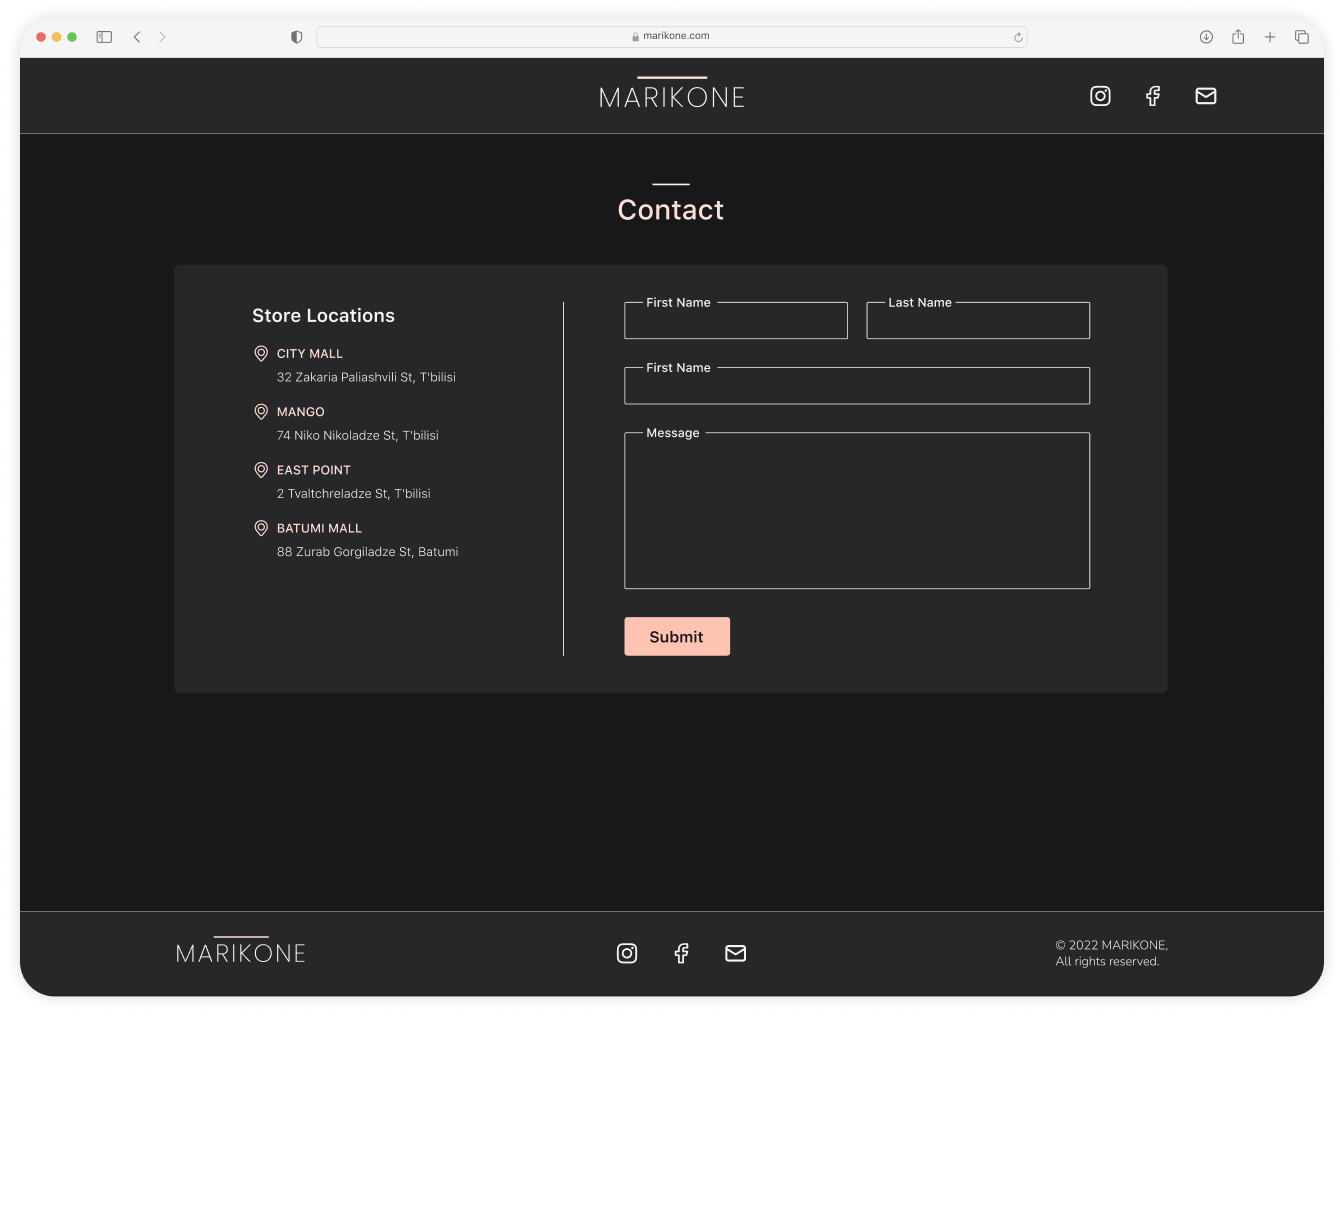 marikone.com
MARIKONE
Contact
Store Locations
CITY MALL
32 Zakaria Paliashvili St, T'bilisi
MANGO
74 Niko Nikoladze St, T'bilisi
EAST POINT
2 Tvaltchreladze St, T'bilisi
BATUMI MALL
88 Zurab Gorgiladze St, Batumi
First Name
Last Name
First Name
Message
Submit
MARIKONE
© 2022 MARIKONE,
All rights reserved.